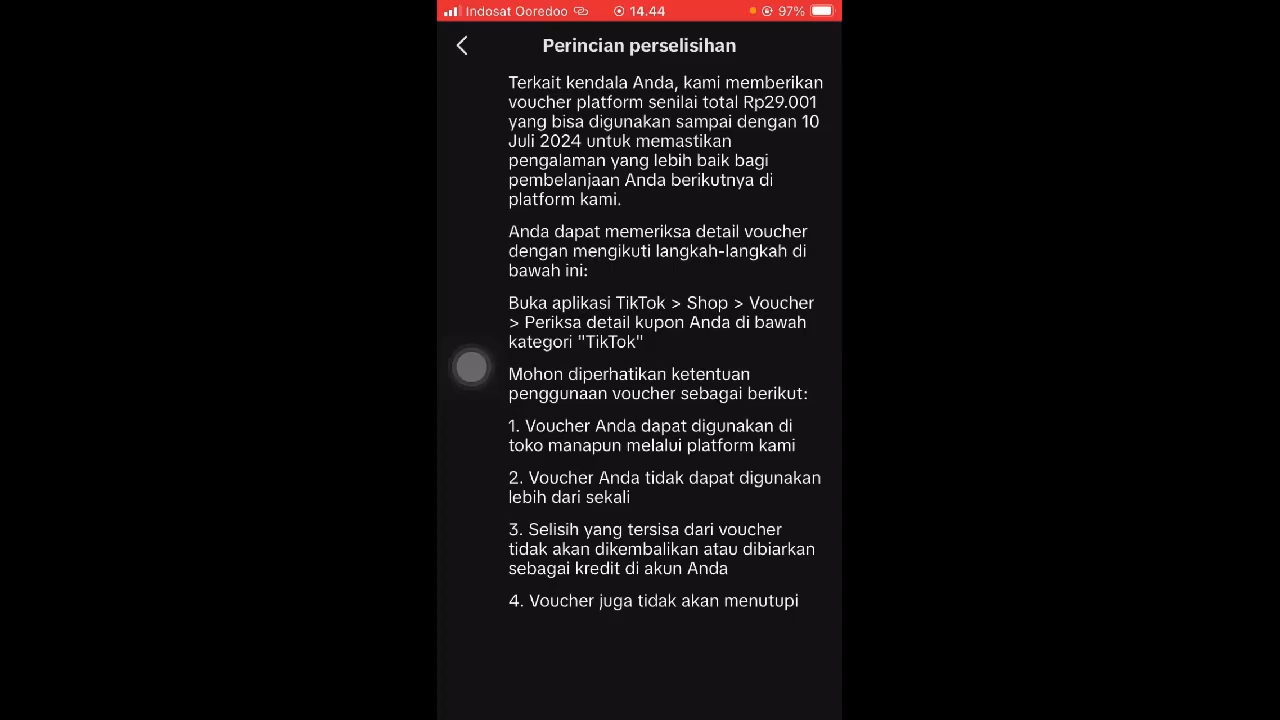 Indosat Ooredoo 14.44 97%
Perincian perselisihan
Terkait kendala Anda, kami memberikan
voucher platform senilai total Rp29.001
yang bisa digunakan sampai dengan 10
Juli 2024 untuk memastikan
pengalaman yang lebih baik bagi
pembelanjaan Anda berikutnya di
platform kami.
Anda dapat memeriksa detail voucher
dengan mengikuti langkah-langkah di
bawah ini:
Buka aplikasi TikTok > Shop > Voucher
> Periksa detail kupon Anda di bawah
kategori "TikTok"
Mohon diperhatikan ketentuan
penggunaan voucher sebagai berikut:
1. Voucher Anda dapat digunakan di
toko manapun melalui platform kami
2. Voucher Anda tidak dapat digunakan
lebih dari sekali
3. Selisih yang tersisa dari voucher
tidak akan dikembalikan atau dibiarkan
sebagai kredit di akun Anda
4. Voucher juga tidak akan menutupi